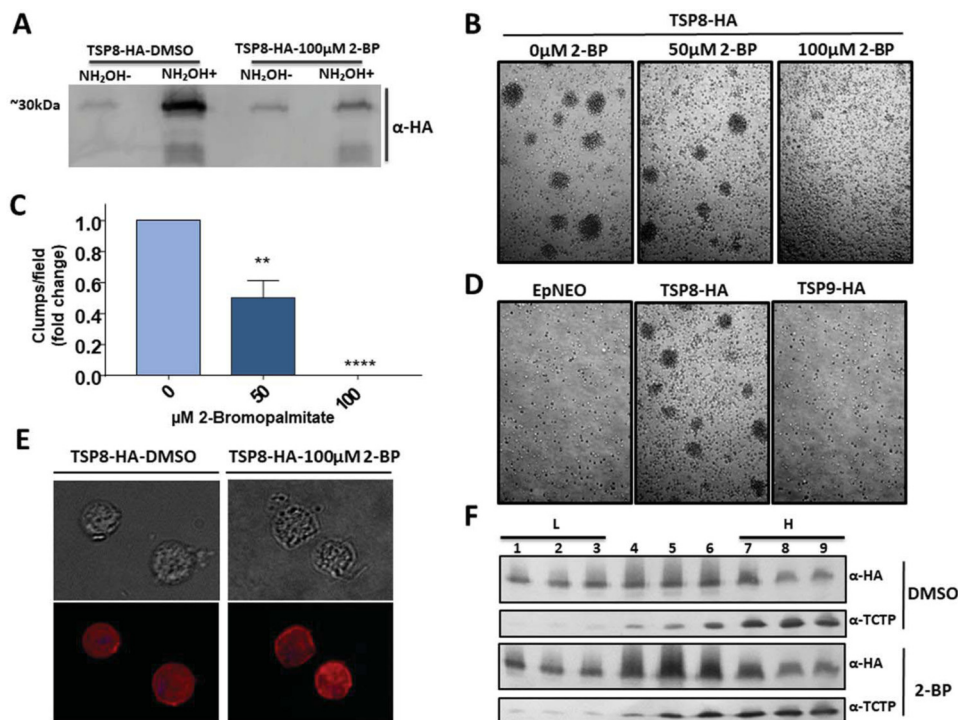 A
TSP8-HA-DMSO TSP8-HA-100µM 2-BP
NH₂OH- NH₂OH+ NH₂OH- NH₂OH+
~30kDa
α-HA
B
TSP8-HA
0µM 2-BP 50µM 2-BP 100µM 2-BP
C
Clumps/field
(fold change)
1.0
0.8
0.6
0.4
0.2
0.0
**
****
0 50 100
µM 2-Bromopalmitate
D
EpNEO TSP8-HA TSP9-HA
E
TSP8-HA-DMSO TSP8-HA-100µM 2-BP
F
L H
1 2 3 4 5 6 7 8 9
α-HA
α-TCTP
DMSO
α-HA
α-TCTP
2-BP